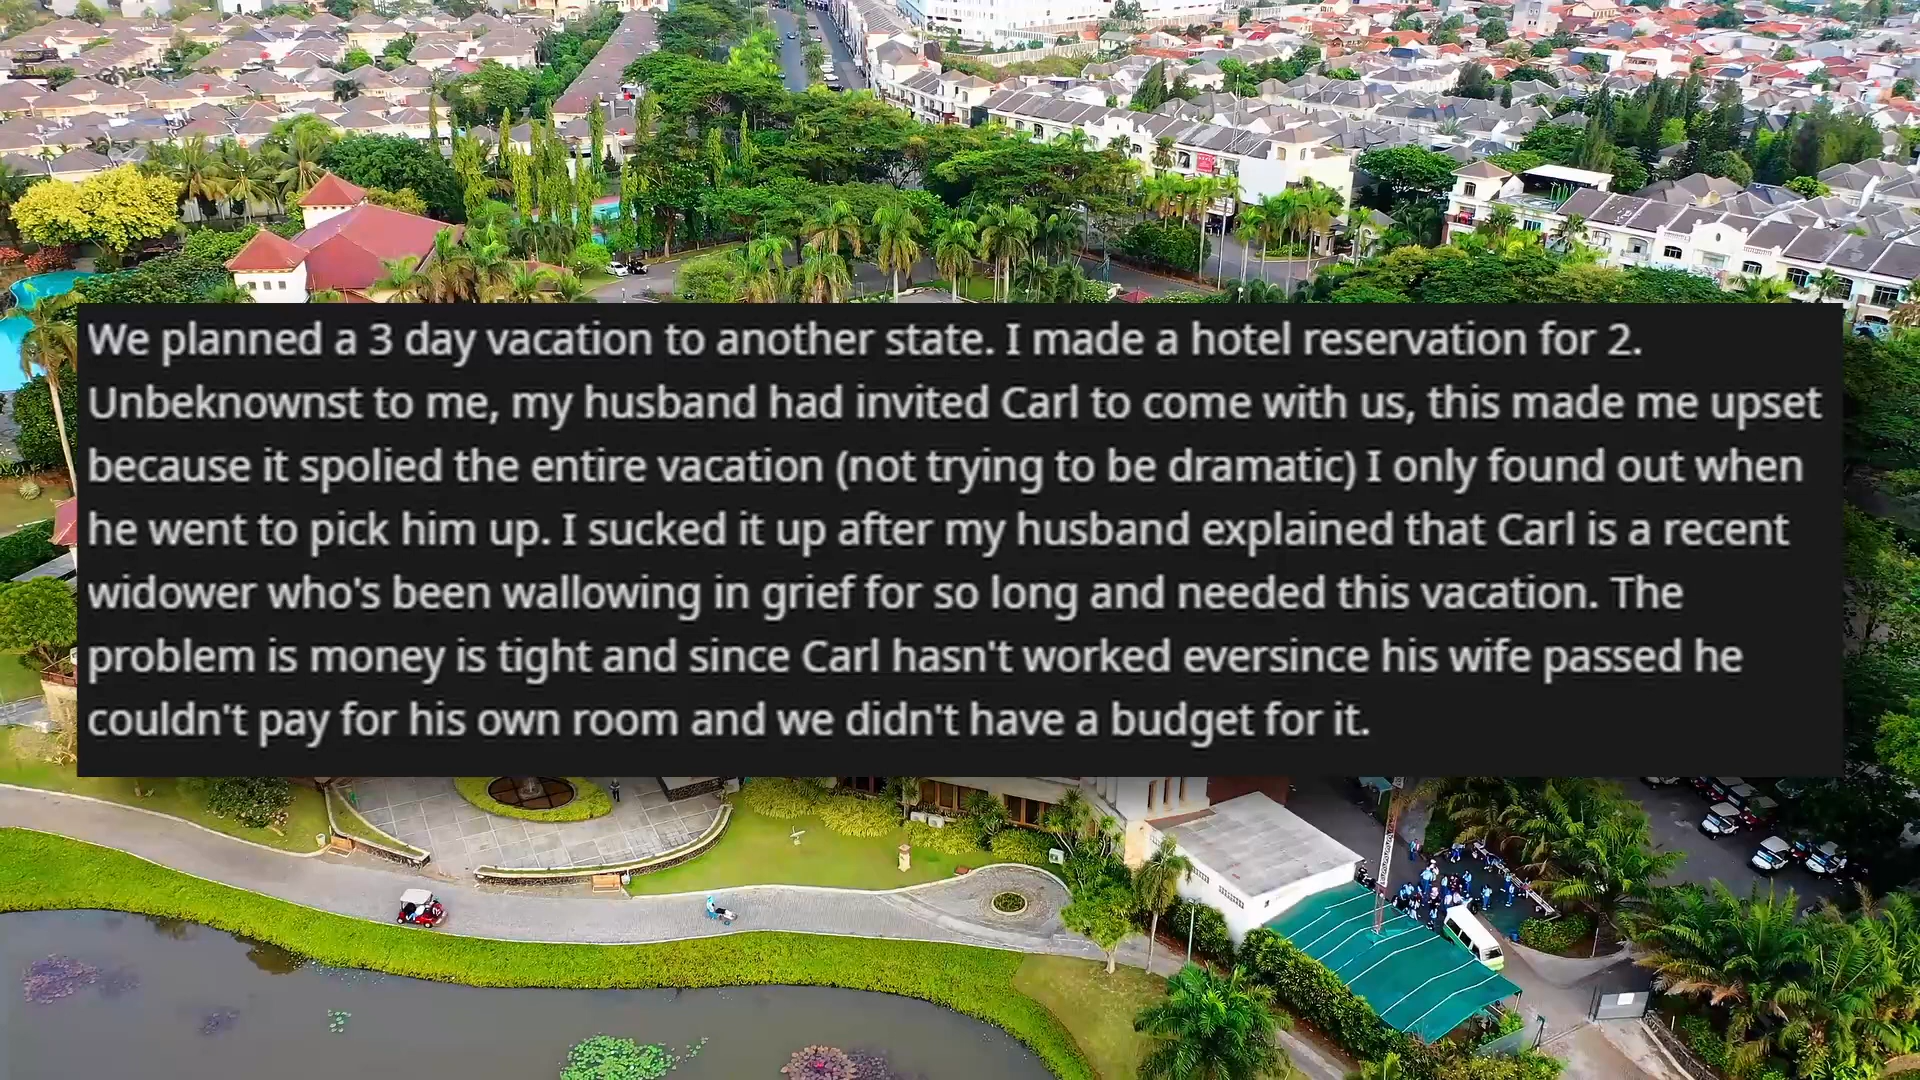 We planned a 3 day vacation to another state. I made a hotel reservation for 2.
Unbeknownst to me, my husband had invited Carl to come with us, this made me upset
because it spolied the entire vacation (not trying to be dramatic) I only found out when
he went to pick him up. I sucked it up after my husband explained that Carl is a recent
widower who's been wallowing in grief for so long and needed this vacation. The
problem is money is tight and since Carl hasn't worked eversince his wife passed he
couldn't pay for his own room and we didn't have a budget for it.